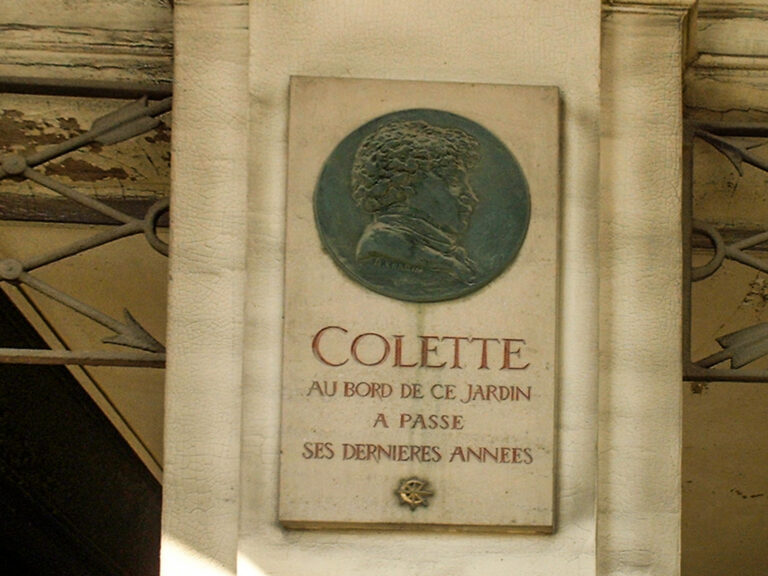 COLETTE
AU BORD DE CE JARDIN
A PASSE
SES DERNIERES ANNEES